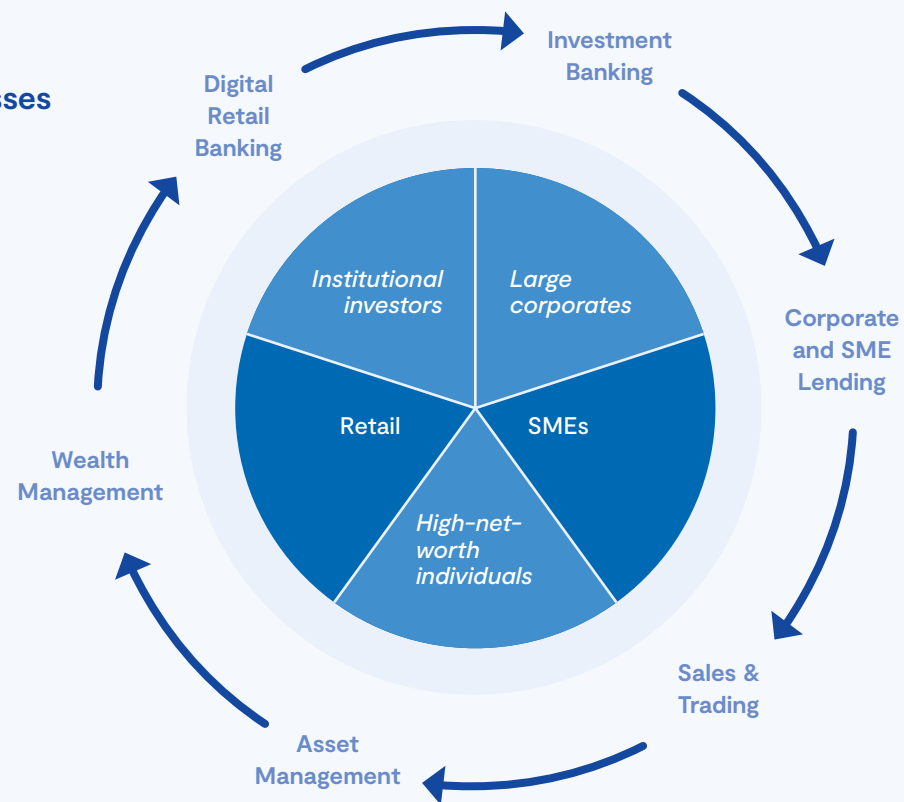 sses
Investment
Banking
Digital
Retail
Banking
Institutional
investors
Large
corporates
Corporate
and SME
Lending
Retail
SMEs
Wealth
Management
High-net-
worth
individuals
Sales &
Trading
Asset
Management